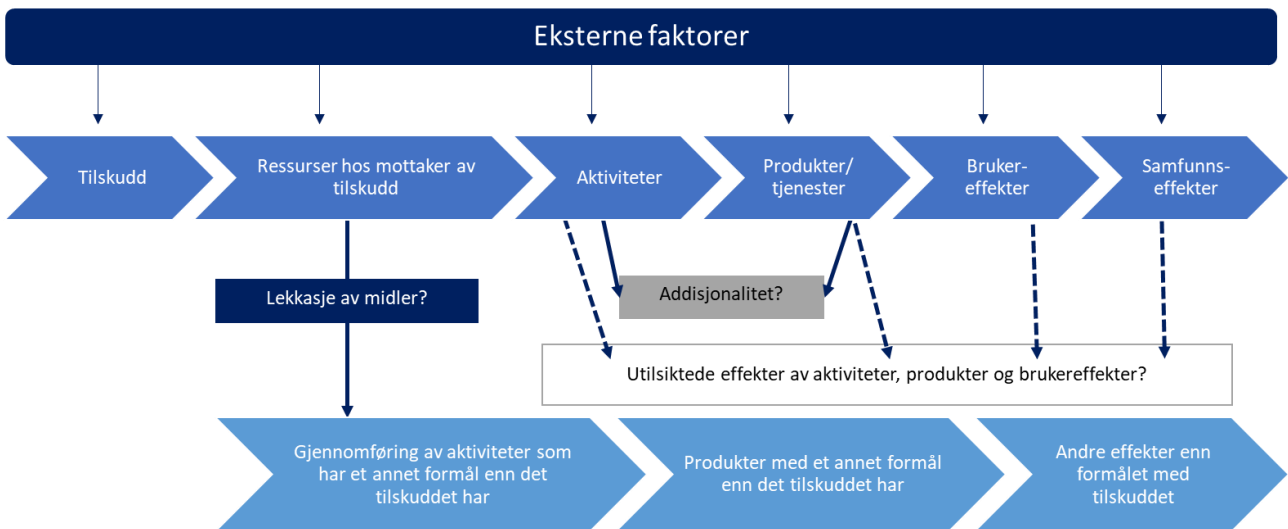 Eksterne faktorer
Tilskudd
Ressurser hos mottaker av
tilskudd
Aktiviteter
Produkter/
tjenester
Bruker-
effekter
Samfunns-
effekter
Lekkasje av midler?
Addisjonalitet?
Utilsiktede effekter av aktiviteter, produkter og brukereffekter?
Gjennomføring av aktiviteter som
har et annet formål enn det
tilskuddet har
Produkter med et annet formål
enn det tilskuddet har
Andre effekter enn
formålet med
tilskuddet